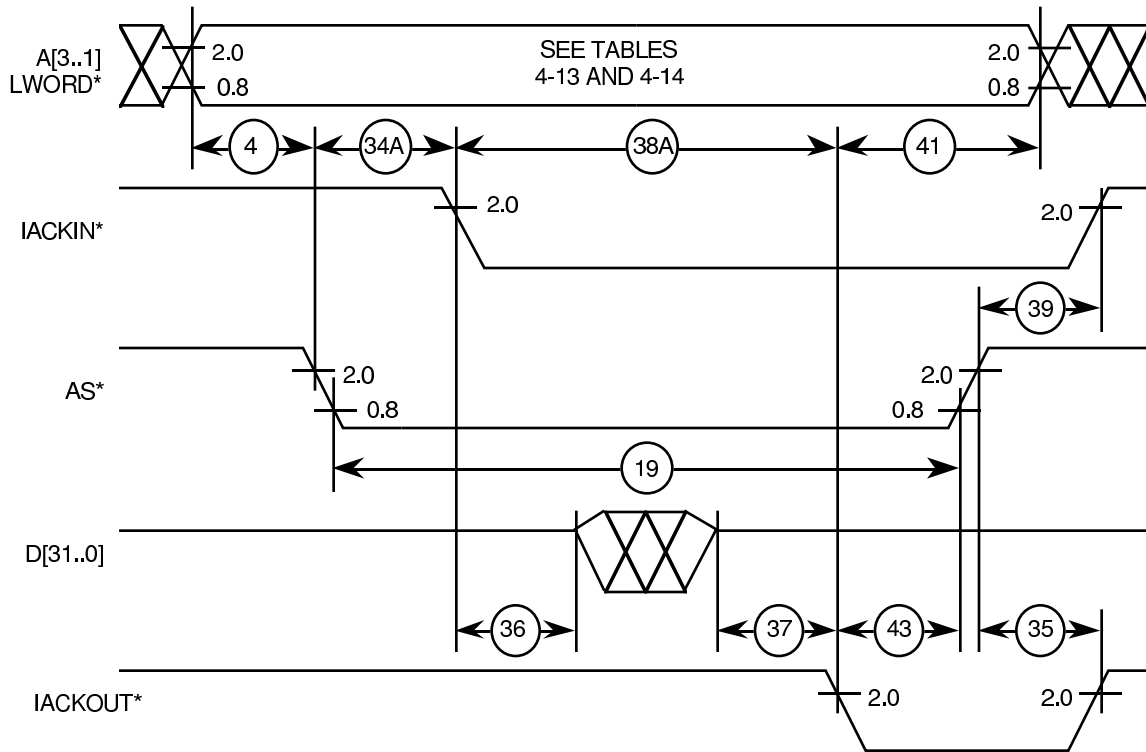 A[3..1]
LWORD*
2.0
0.8
SEE TABLES
4-13 AND 4-14
2.0
0.8
4
34A
38A
41
IACKIN*
2.0
2.0
39
AS*
2.0
0.8
2.0
0.8
19
D[31..0]
36
37
43
35
IACKOUT*
2.0
2.0